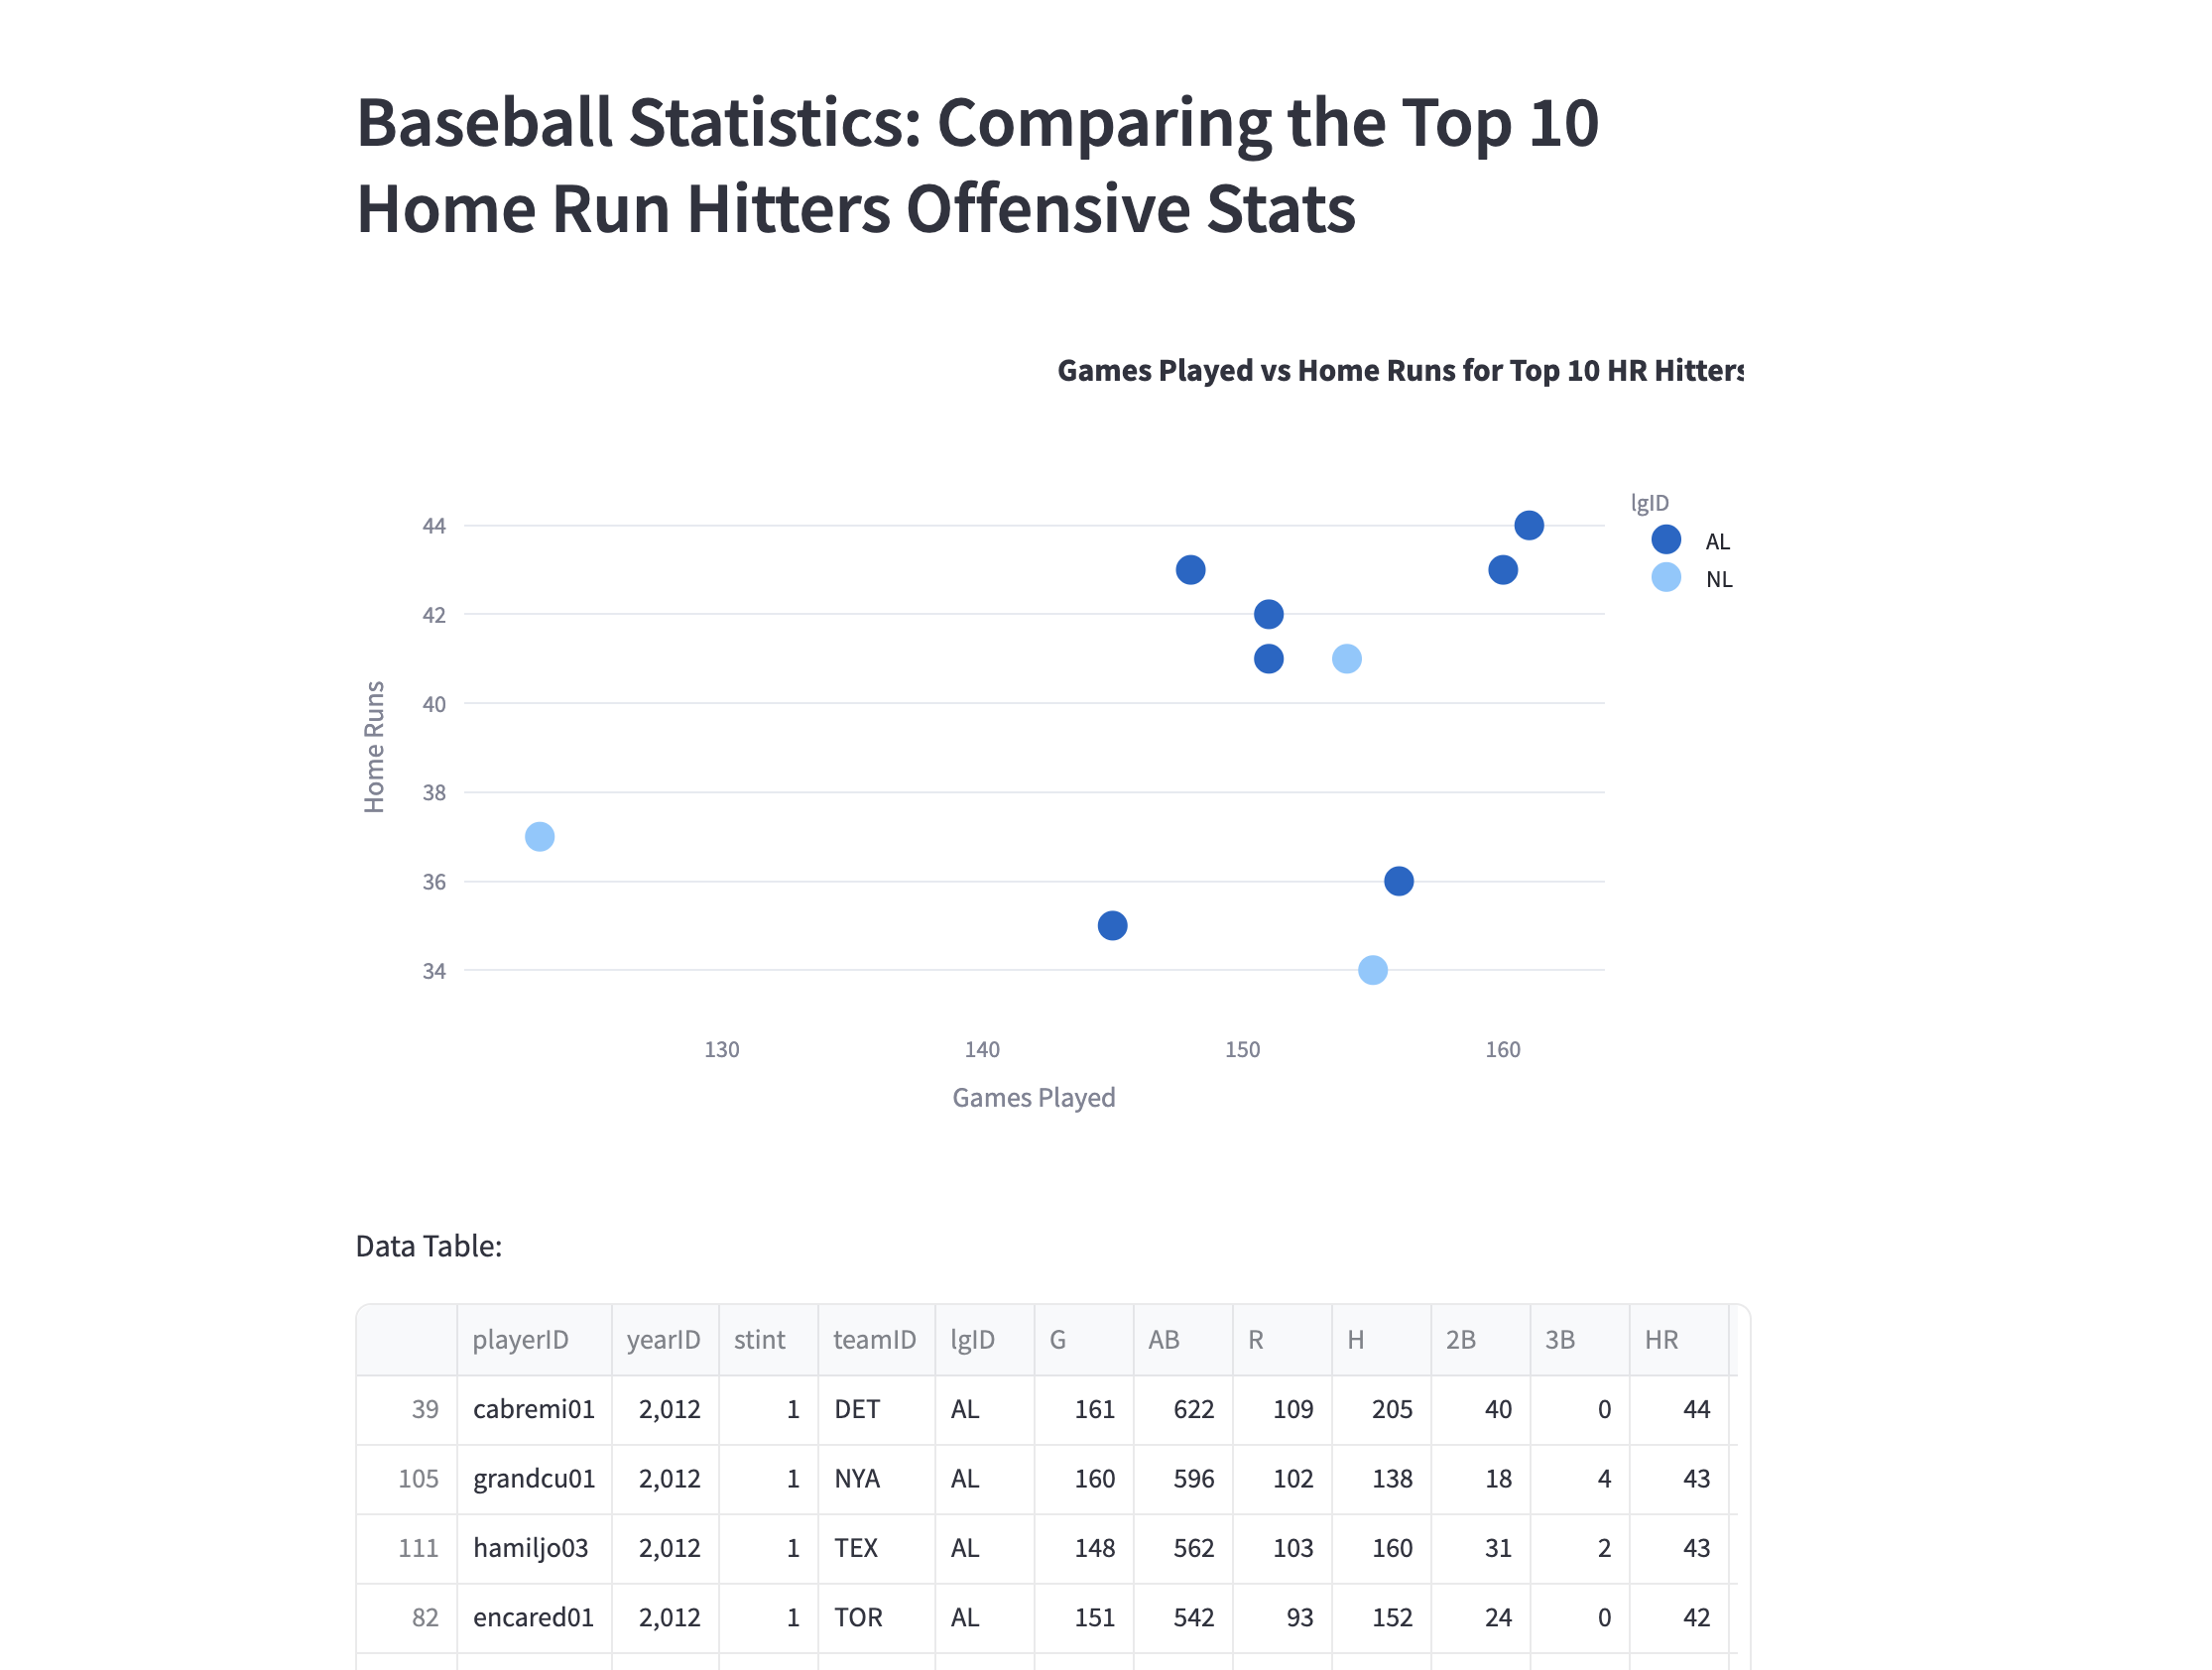 Baseball Statistics: Comparing the Top 10
Home Run Hitters Offensive Stats
Games Played vs Home Runs for Top 10 HR Hitters
lgID
AL
NL
44
42
40
38
36
34
Home Runs
130 140 150 160
Games Played
Data Table:
playerID yearID stint teamID lgID G AB R H 2B 3B HR
39 cabremi01 2,012 1 DET AL 161 622 109 205 40 0 44
105 grandcu01 2,012 1 NYA AL 160 596 102 138 18 4 43
111 hamiljo03 2,012 1 TEX AL 148 562 103 160 31 2 43
82 encared01 2,012 1 TOR AL 151 542 93 152 24 0 42